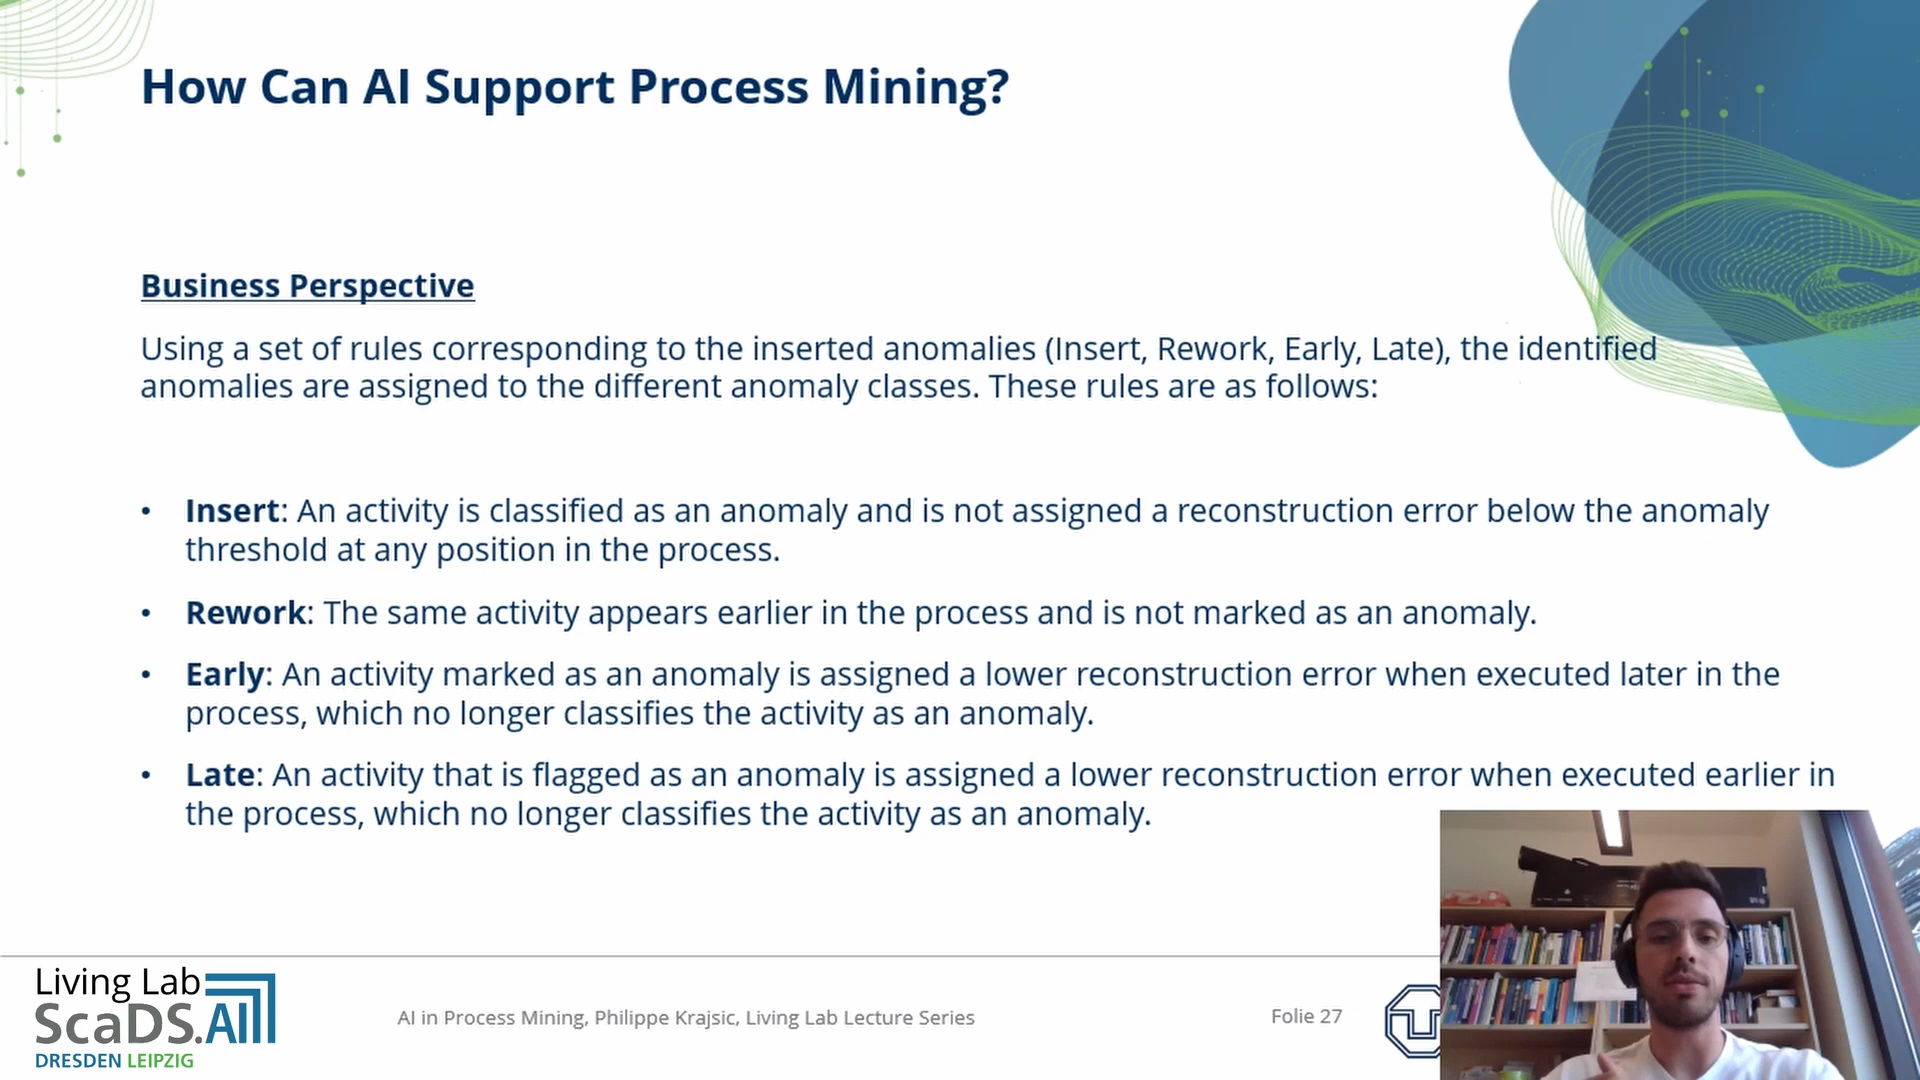 How Can AI Support Process Mining?
Business Perspective
Using a set of rules corresponding to the inserted anomalies (Insert, Rework, Early, Late), the identified
anomalies are assigned to the different anomaly classes. These rules are as follows:
• Insert: An activity is classified as an anomaly and is not assigned a reconstruction error below the anomaly
threshold at any position in the process.
• Rework: The same activity appears earlier in the process and is not marked as an anomaly.
• Early: An activity marked as an anomaly is assigned a lower reconstruction error when executed later in the
process, which no longer classifies the activity as an anomaly.
• Late: An activity that is flagged as an anomaly is assigned a lower reconstruction error when executed earlier in
the process, which no longer classifies the activity as an anomaly.
Living Lab
ScaDS.AI
DRESDEN LEIPZIG
AI in Process Mining, Philippe Krajsic, Living Lab Lecture Series
Folie 27